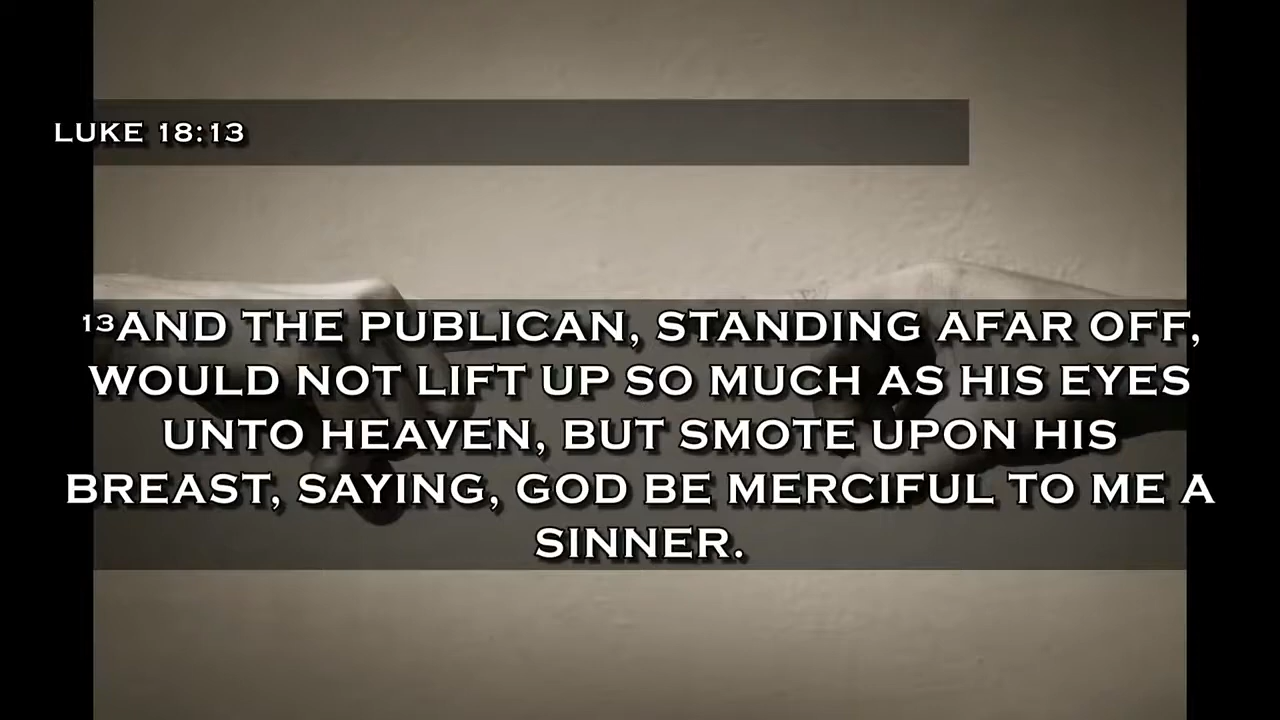 LUKE 18:13
13AND THE PUBLICAN, STANDING AFAR OFF,
WOULD NOT LIFT UP SO MUCH AS HIS EYES
UNTO HEAVEN, BUT SMOTE UPON HIS
BREAST, SAYING, GOD BE MERCIFUL TO ME A
SINNER.